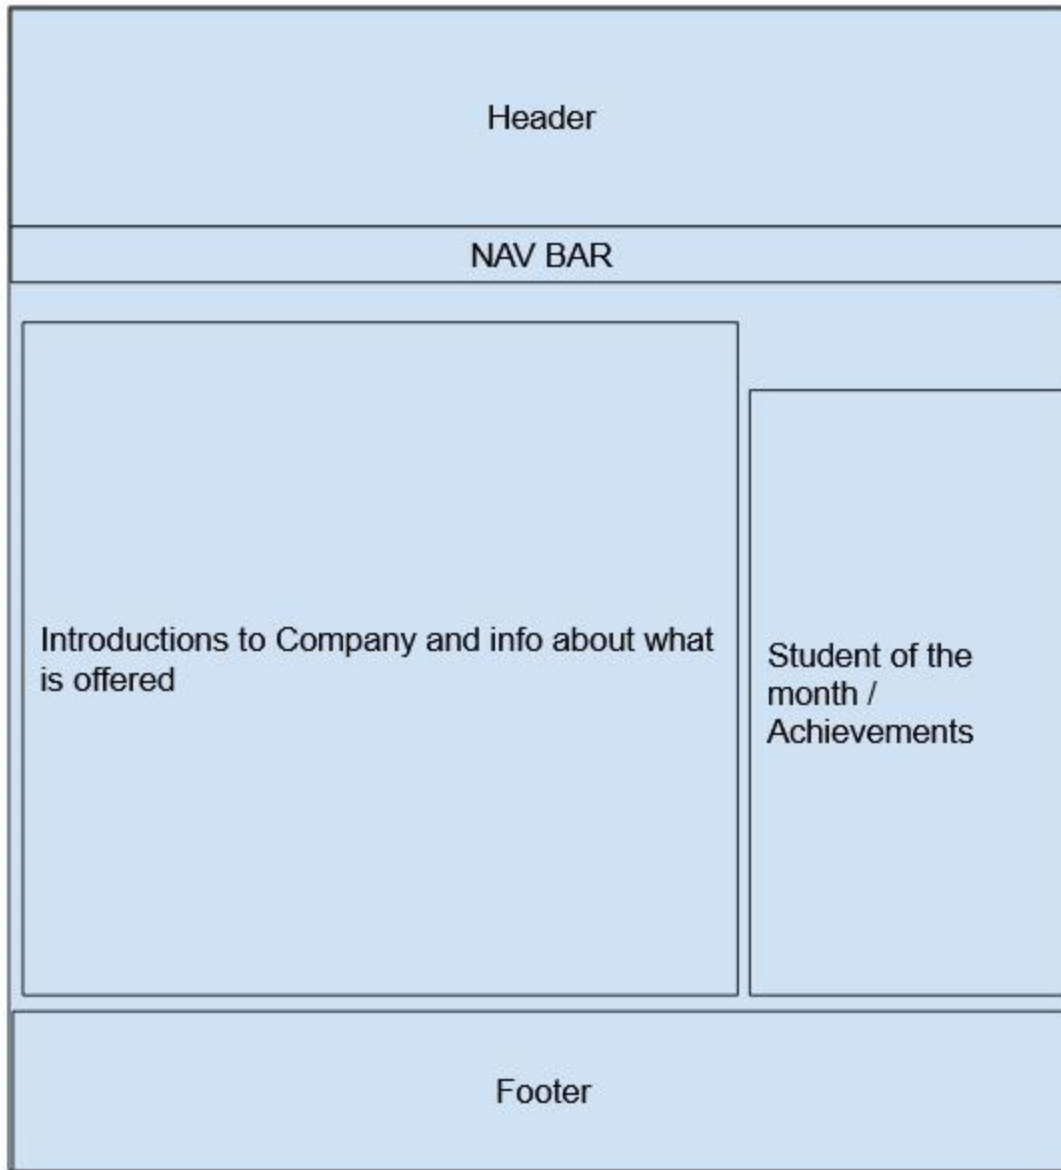 Header
NAV BAR
Introductions to Company and info about what
is offered
Student of the
month /
Achievements
Footer